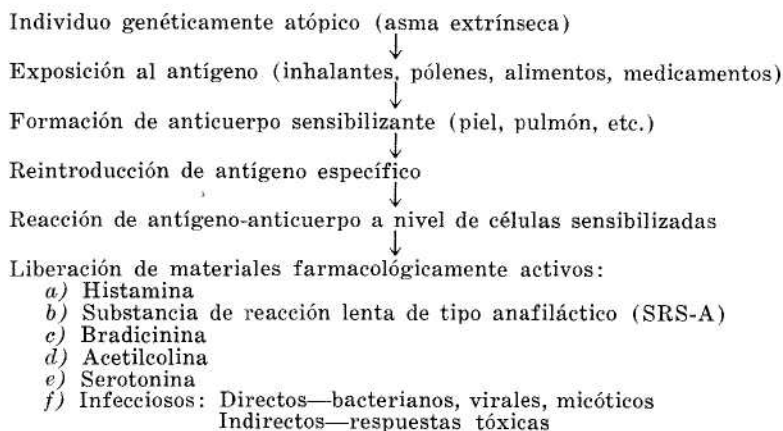 Individuo genéticamente atópico (asma extrínseca)
↓
Exposición al antígeno (inhalantes, pólenes, alimentos, medicamentos)
↓
Formación de anticuerpo sensibilizante (piel, pulmón, etc.)
↓
Reintroducción de antígeno específico
↓
Reacción de antígeno-anticuerpo a nivel de células sensibilizadas
↓
Liberación de materiales farmacológicamente activos:
a) Histamina
b) Substancia de reacción lenta de tipo anafiláctico (SRS-A)
c) Bradicinina
d) Acetilcolina
e) Serotonina
f) Infecciosos: Directos—bacterianos, virales, micóticos
Indirectos—respuestas tóxicas